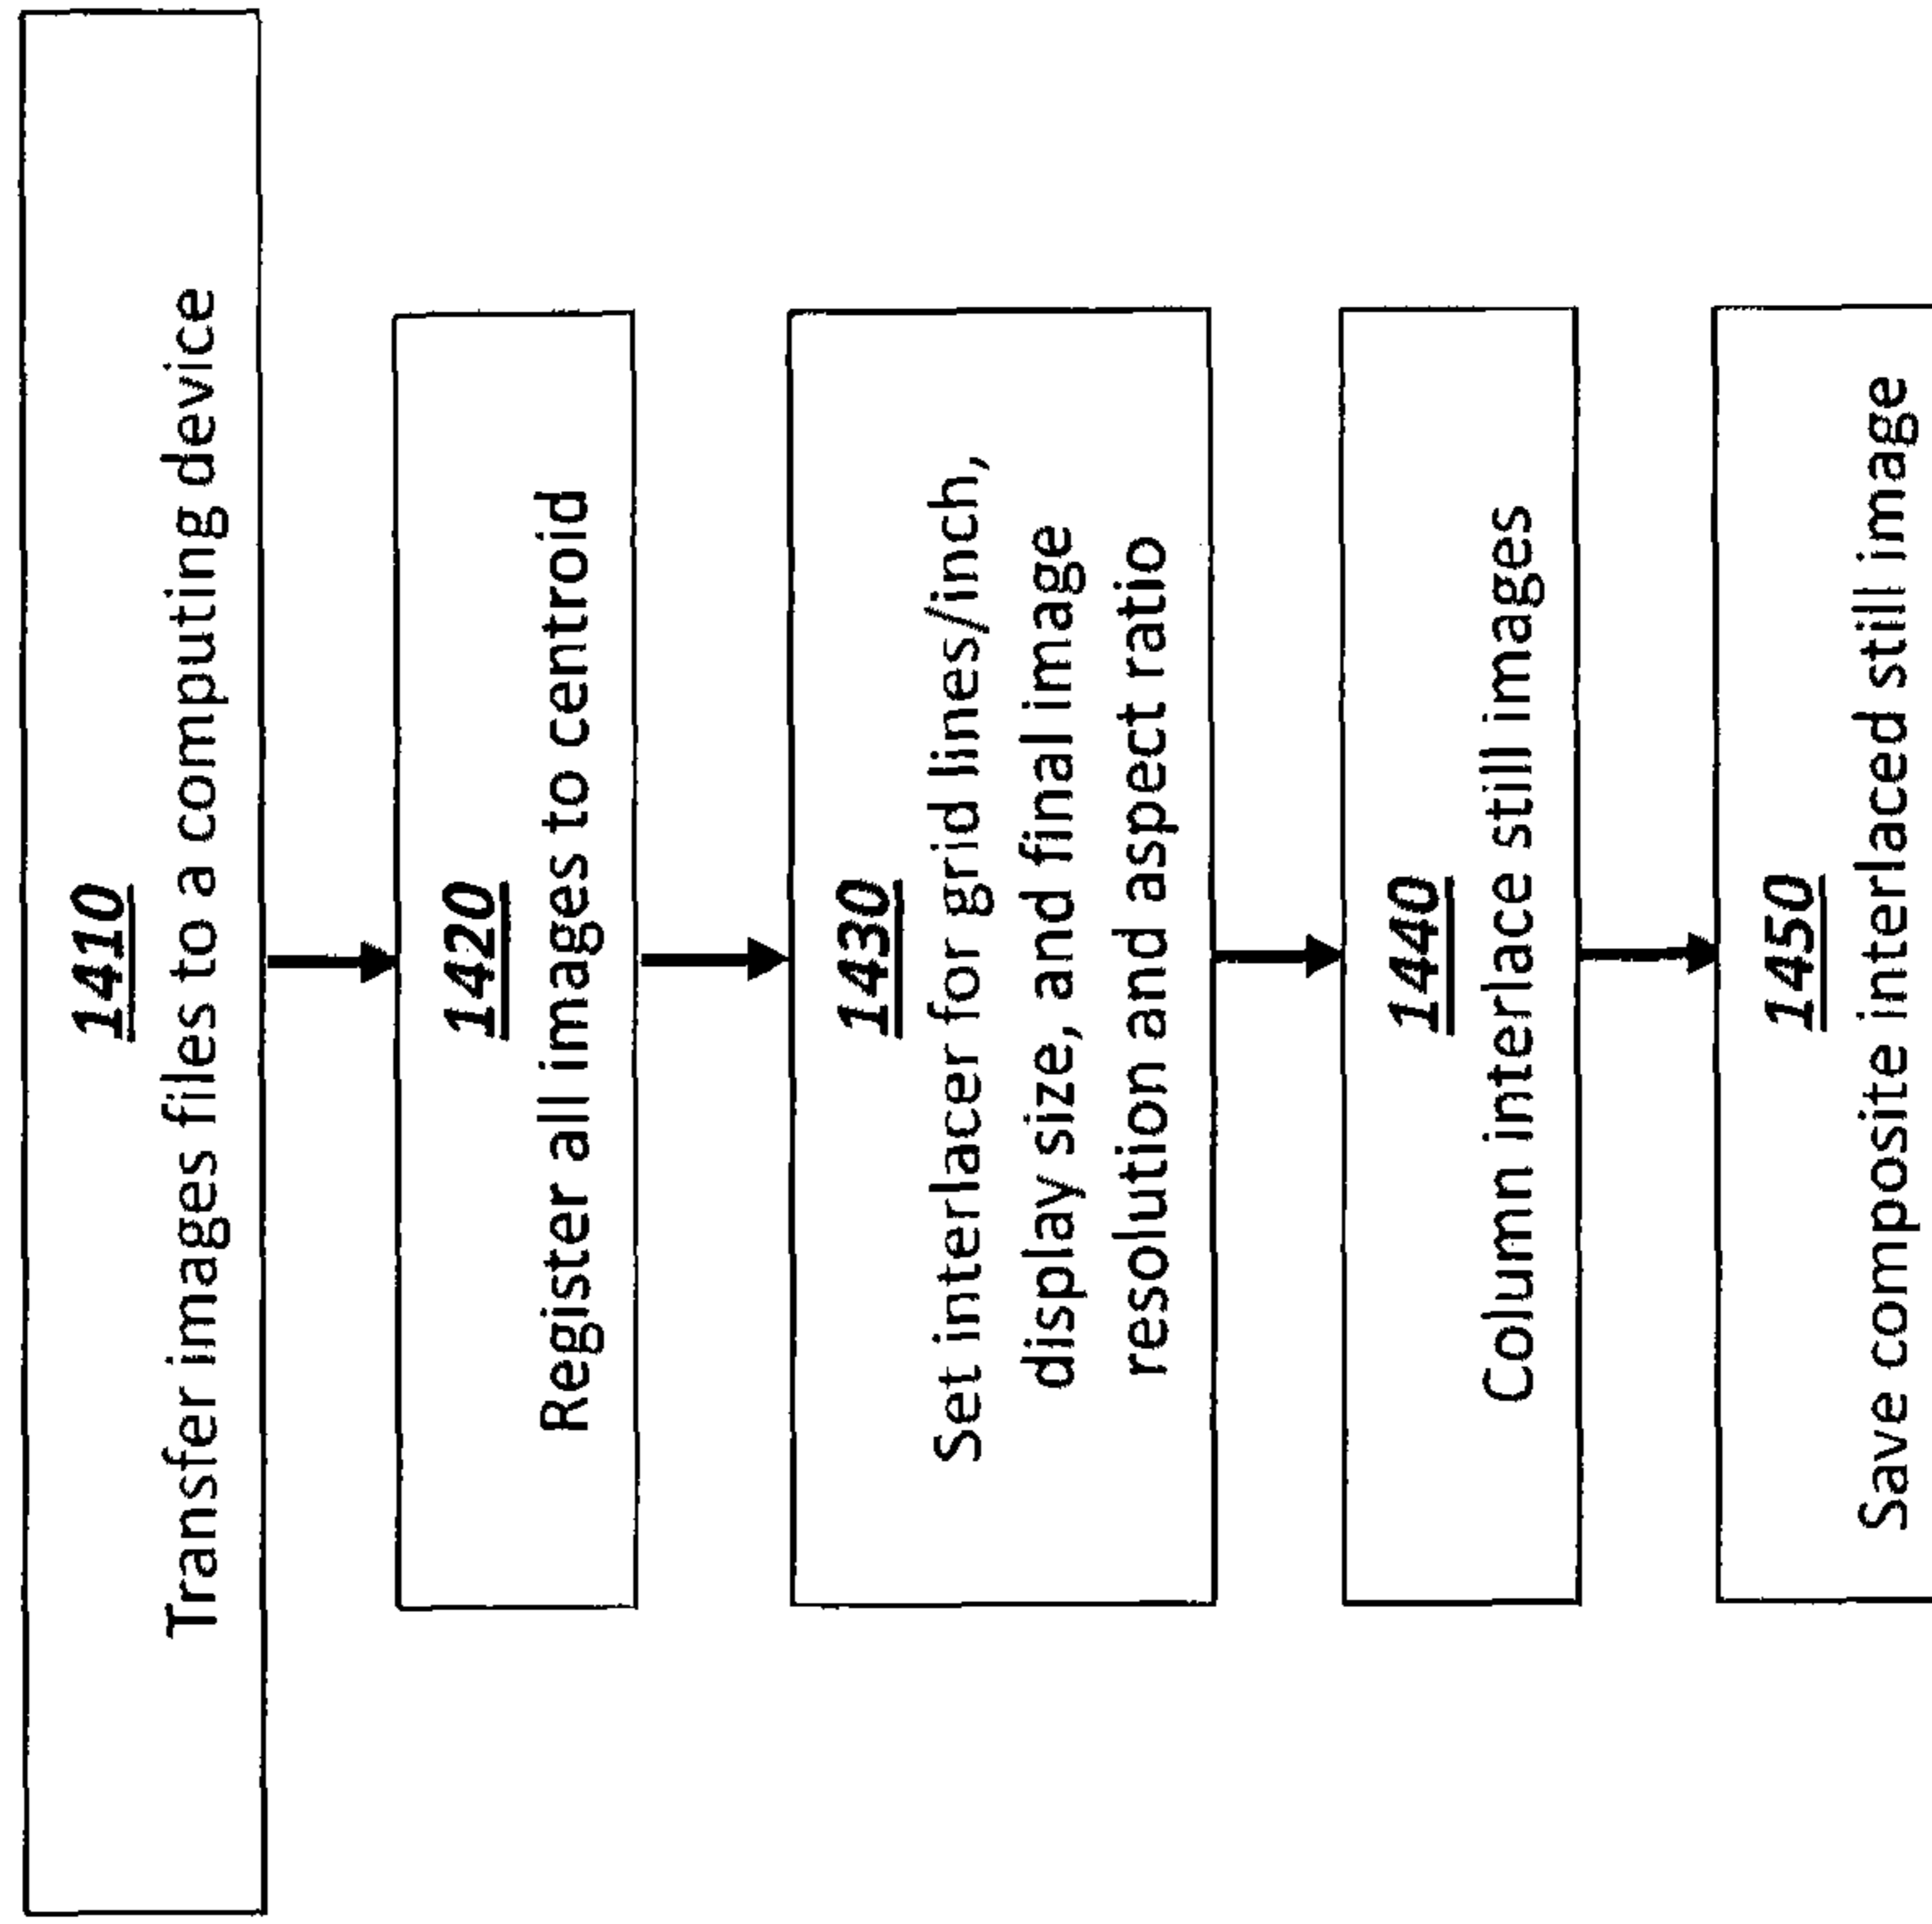 1410
Transfer images files to a computing device
1420
Register all images to centroid
1430
Set interlacer for grid lines/inch,
display size, and final image
resolution and aspect ratio
1440
Column interlace still images
1450
Save composite interlaced still image